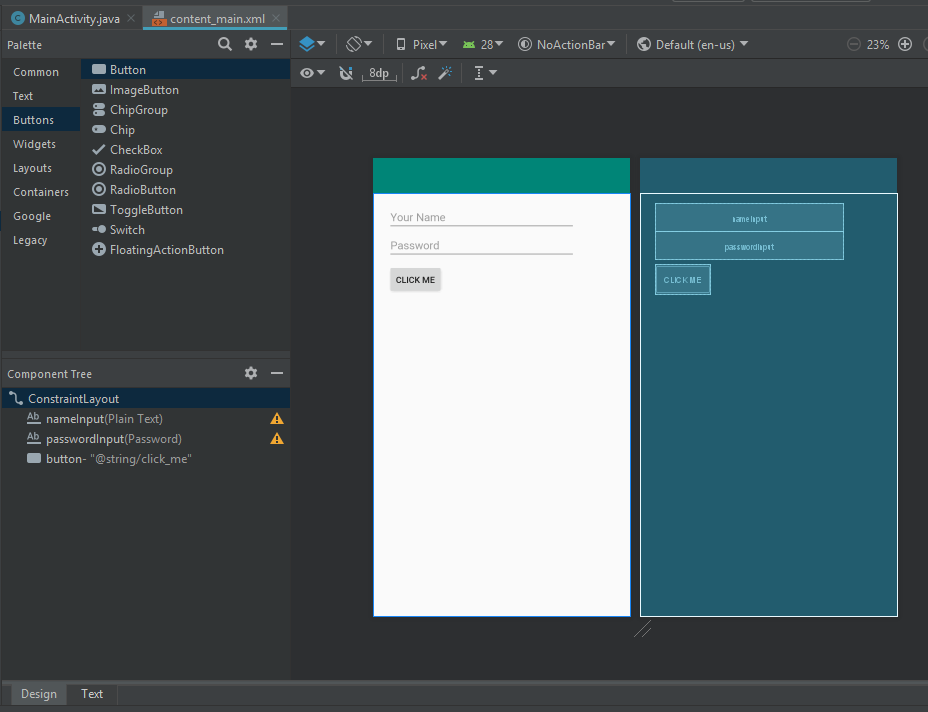 MainActivity.java
content_main.xml
Palette
Pixel
28
NoActionBar
Default (en-us)
23%
8dp
Common
Text
Buttons
Widgets
Layouts
Containers
Google
Legacy
Button
ImageButton
ChipGroup
Chip
CheckBox
RadioGroup
RadioButton
ToggleButton
Switch
FloatingActionButton
Your Name
Password
CLICK ME
nameInput
passwordInput
CLICK ME
Component Tree
ConstraintLayout
Ab nameInput(Plain Text)
Ab passwordInput(Password)
button- "@string/click_me"
Design
Text